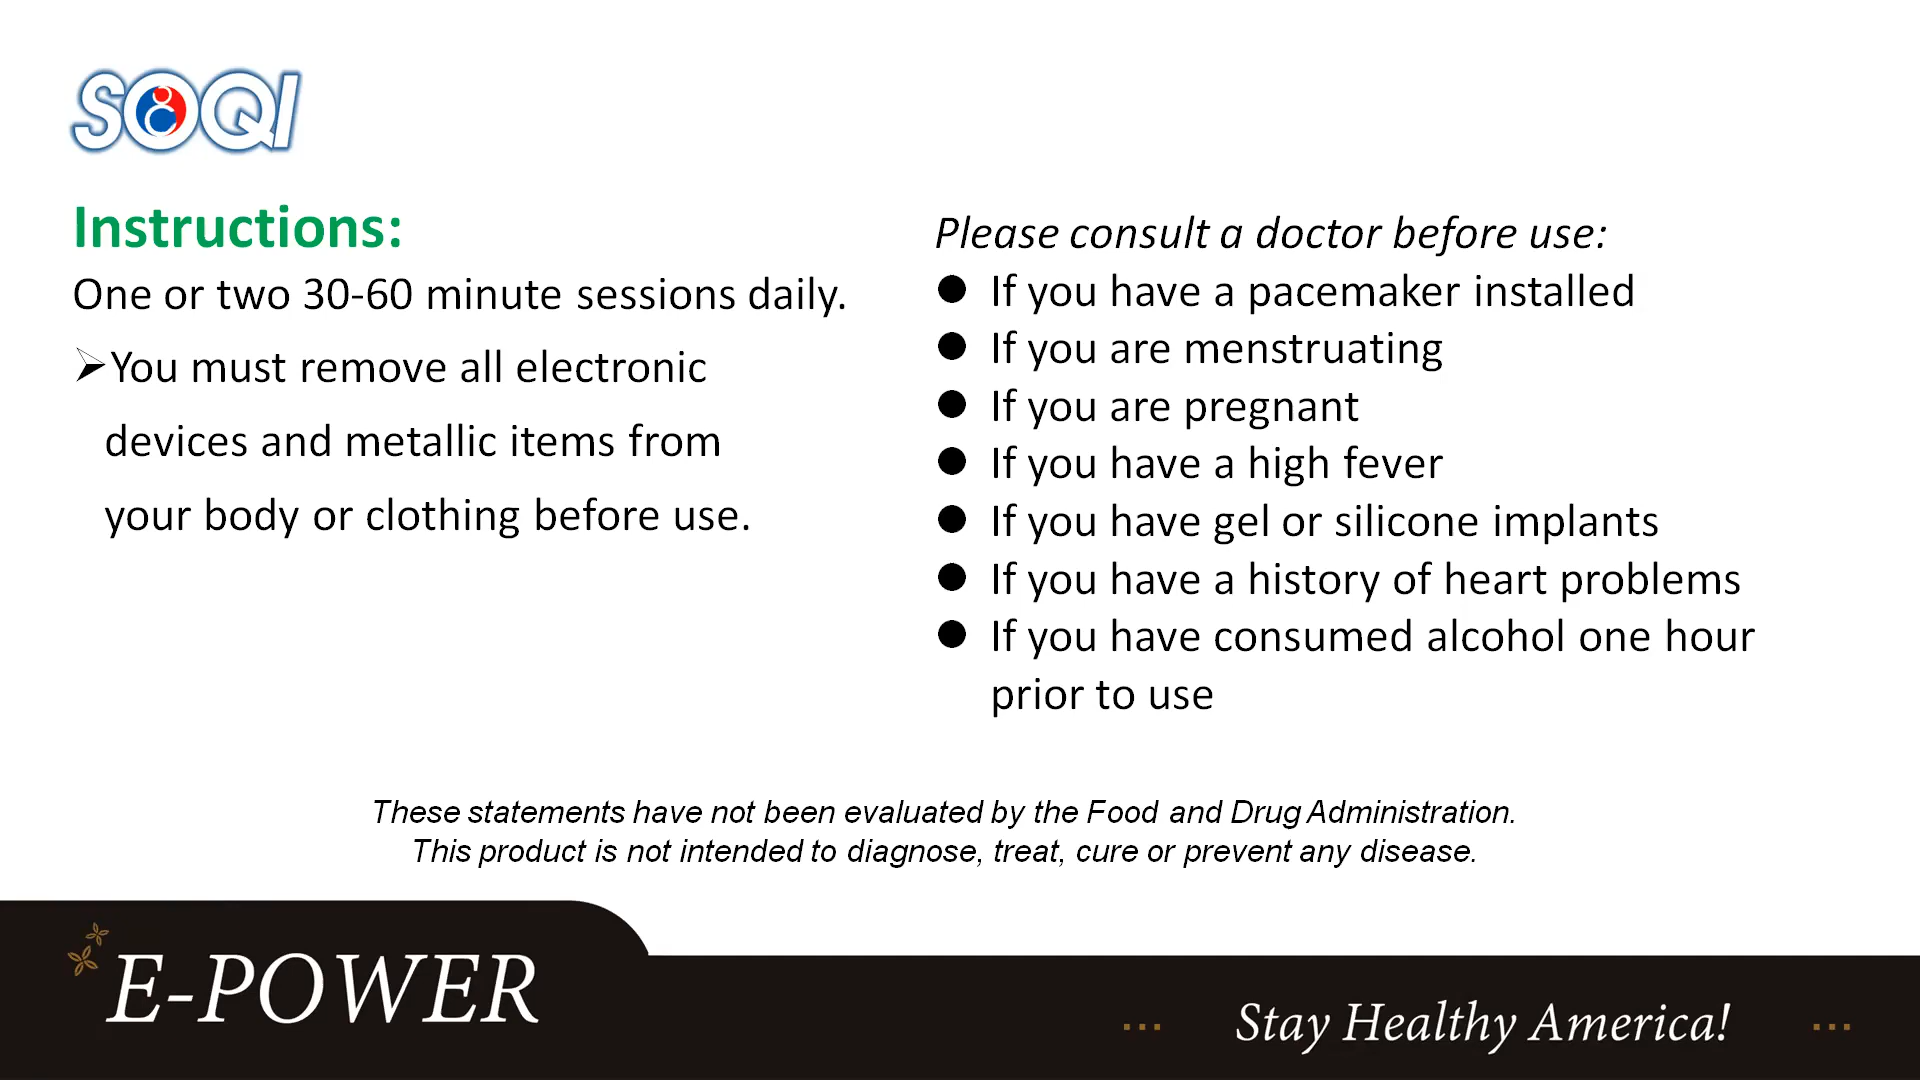 SOQI
Instructions:
One or two 30-60 minute sessions daily.
➢You must remove all electronic
devices and metallic items from
your body or clothing before use.
Please consult a doctor before use:
● If you have a pacemaker installed
● If you are menstruating
● If you are pregnant
● If you have a high fever
● If you have gel or silicone implants
● If you have a history of heart problems
● If you have consumed alcohol one hour
prior to use
These statements have not been evaluated by the Food and Drug Administration.
This product is not intended to diagnose, treat, cure or prevent any disease.
E-POWER
... Stay Healthy America! ...